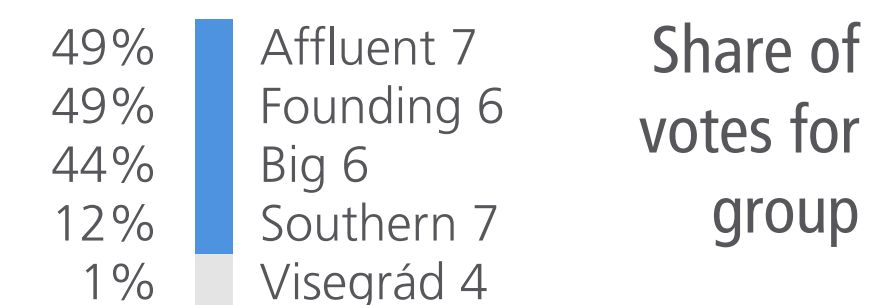 49% Affluent 7
49% Founding 6
44% Big 6
12% Southern 7
1% Visegrád 4
Share of
votes for
group